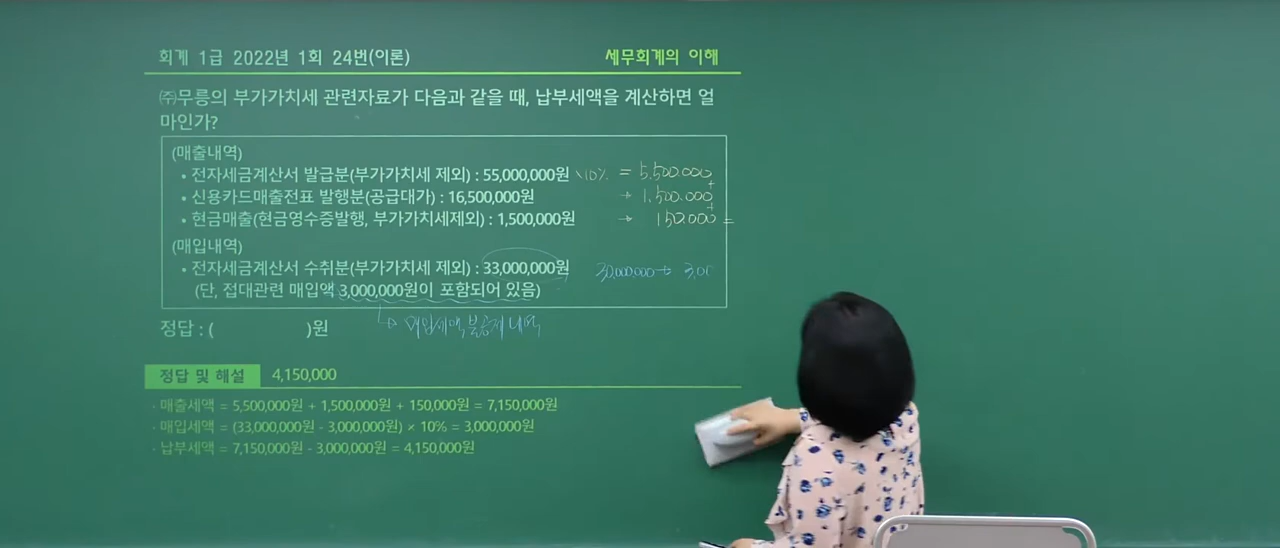 회계 1급 2022년 1회 24번(이론) 세무회계의 이해
㈜무릉의 부가가치세 관련자료가 다음과 같을 때, 납부세액을 계산하면 얼
마인가?
(매출내역)
• 전자세금계산서 발급분(부가가치세 제외) : 55,000,000원 ×10% = 5,500,000
• 신용카드매출전표 발행분(공급대가) : 16,500,000원 → 1,500,000
• 현금매출(현금영수증발행, 부가가치세제외) : 1,500,000원 → 150,000 =
(매입내역)
• 전자세금계산서 수취분(부가가치세 제외) : 33,000,000원 30,000,000 → 3,00
(단, 접대관련 매입액 3,000,000원이 포함되어 있음)
정답 : ( )원
→ 매입세액 불공제 내역
정답 및 해설 4,150,000
· 매출세액 = 5,500,000원 + 1,500,000원 + 150,000원 = 7,150,000원
· 매입세액 = (33,000,000원 - 3,000,000원) × 10% = 3,000,000원
· 납부세액 = 7,150,000원 - 3,000,000원 = 4,150,000원